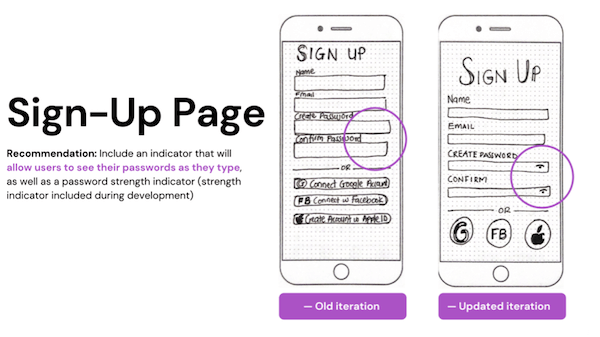 Sign-Up Page
Recommendation: Include an indicator that will
allow users to see their passwords as they type,
as well as a password strength indicator (strength
indicator included during development)
SIGN UP
Name
Email
Create Password
Confirm Password
OR
G Connect Google Account
FB Connect w Facebook
Create Account w Apple ID
— Old iteration
SIGN UP
Name
EMAIL
CREATE PASSWORD
CONFIRM
OR
G
FB
— Updated iteration